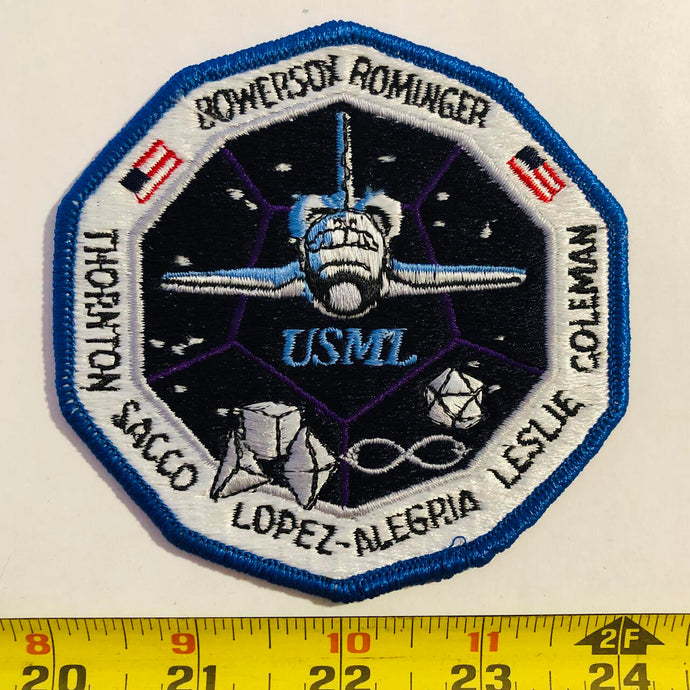 BOWERSOX ROMINGER
THORNTON
COLEMAN
USML
SACCO
LESLIE
LOPEZ-ALEGRIA
8 9 10 11 2F
20 21 22 23 24